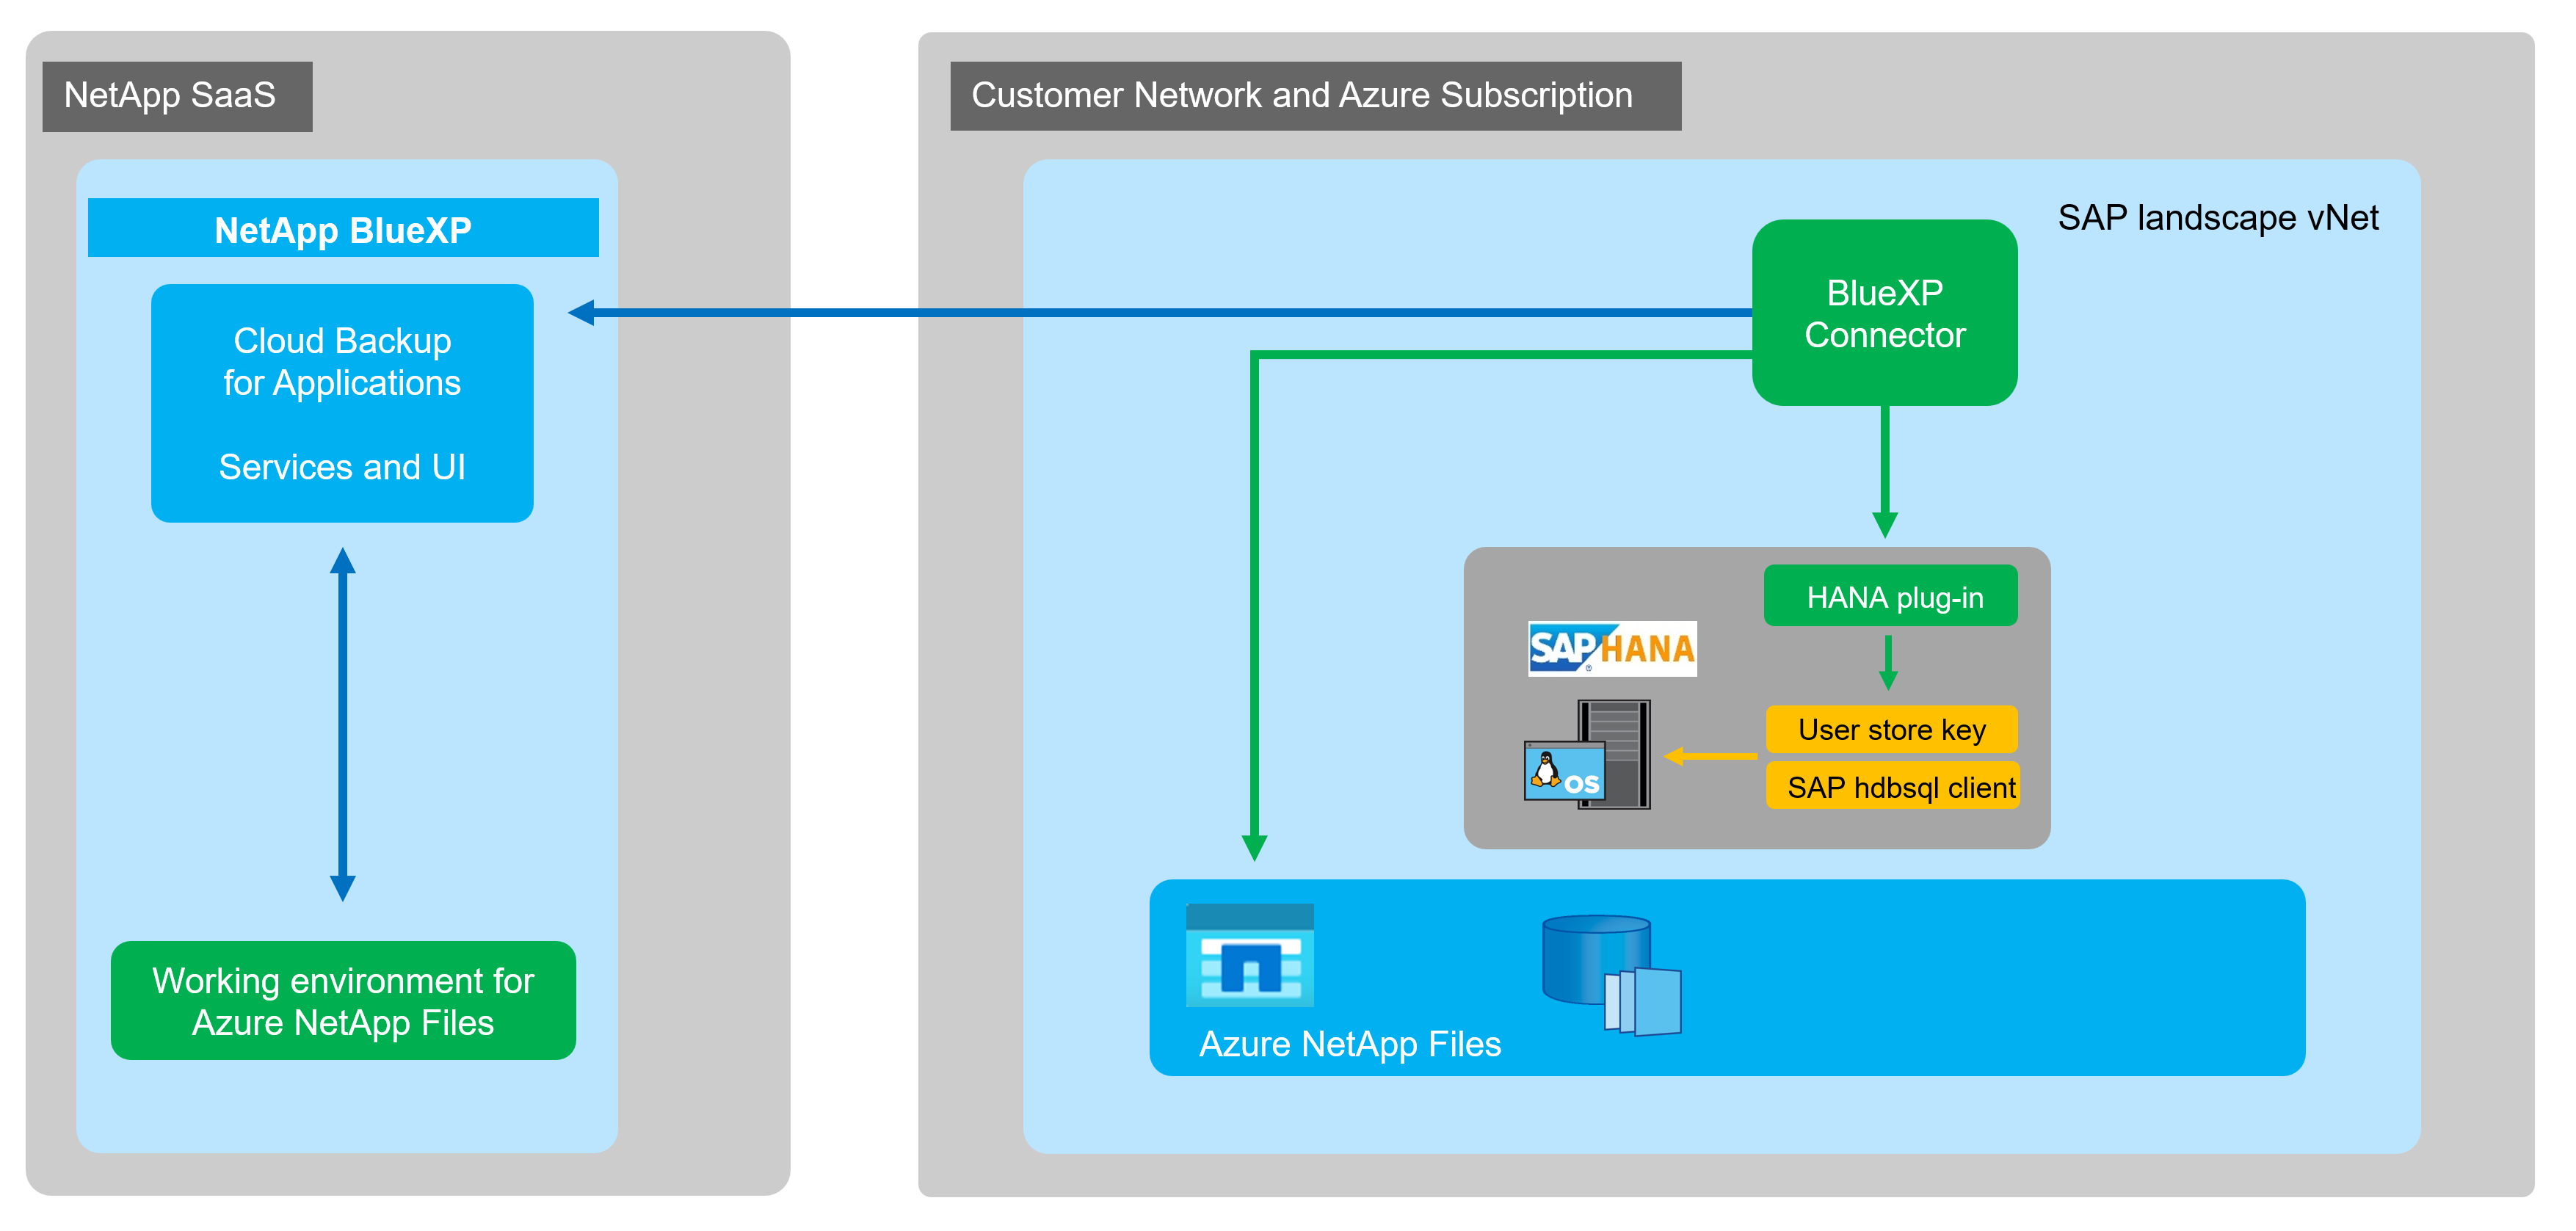 NetApp SaaS
NetApp BlueXP
Cloud Backup
for Applications
Services and UI
Working environment for
Azure NetApp Files
Customer Network and Azure Subscription
SAP landscape vNet
BlueXP
Connector
HANA plug-in
SAP HANA
®
User store key
SAP hdbsql client
OS
Azure NetApp Files